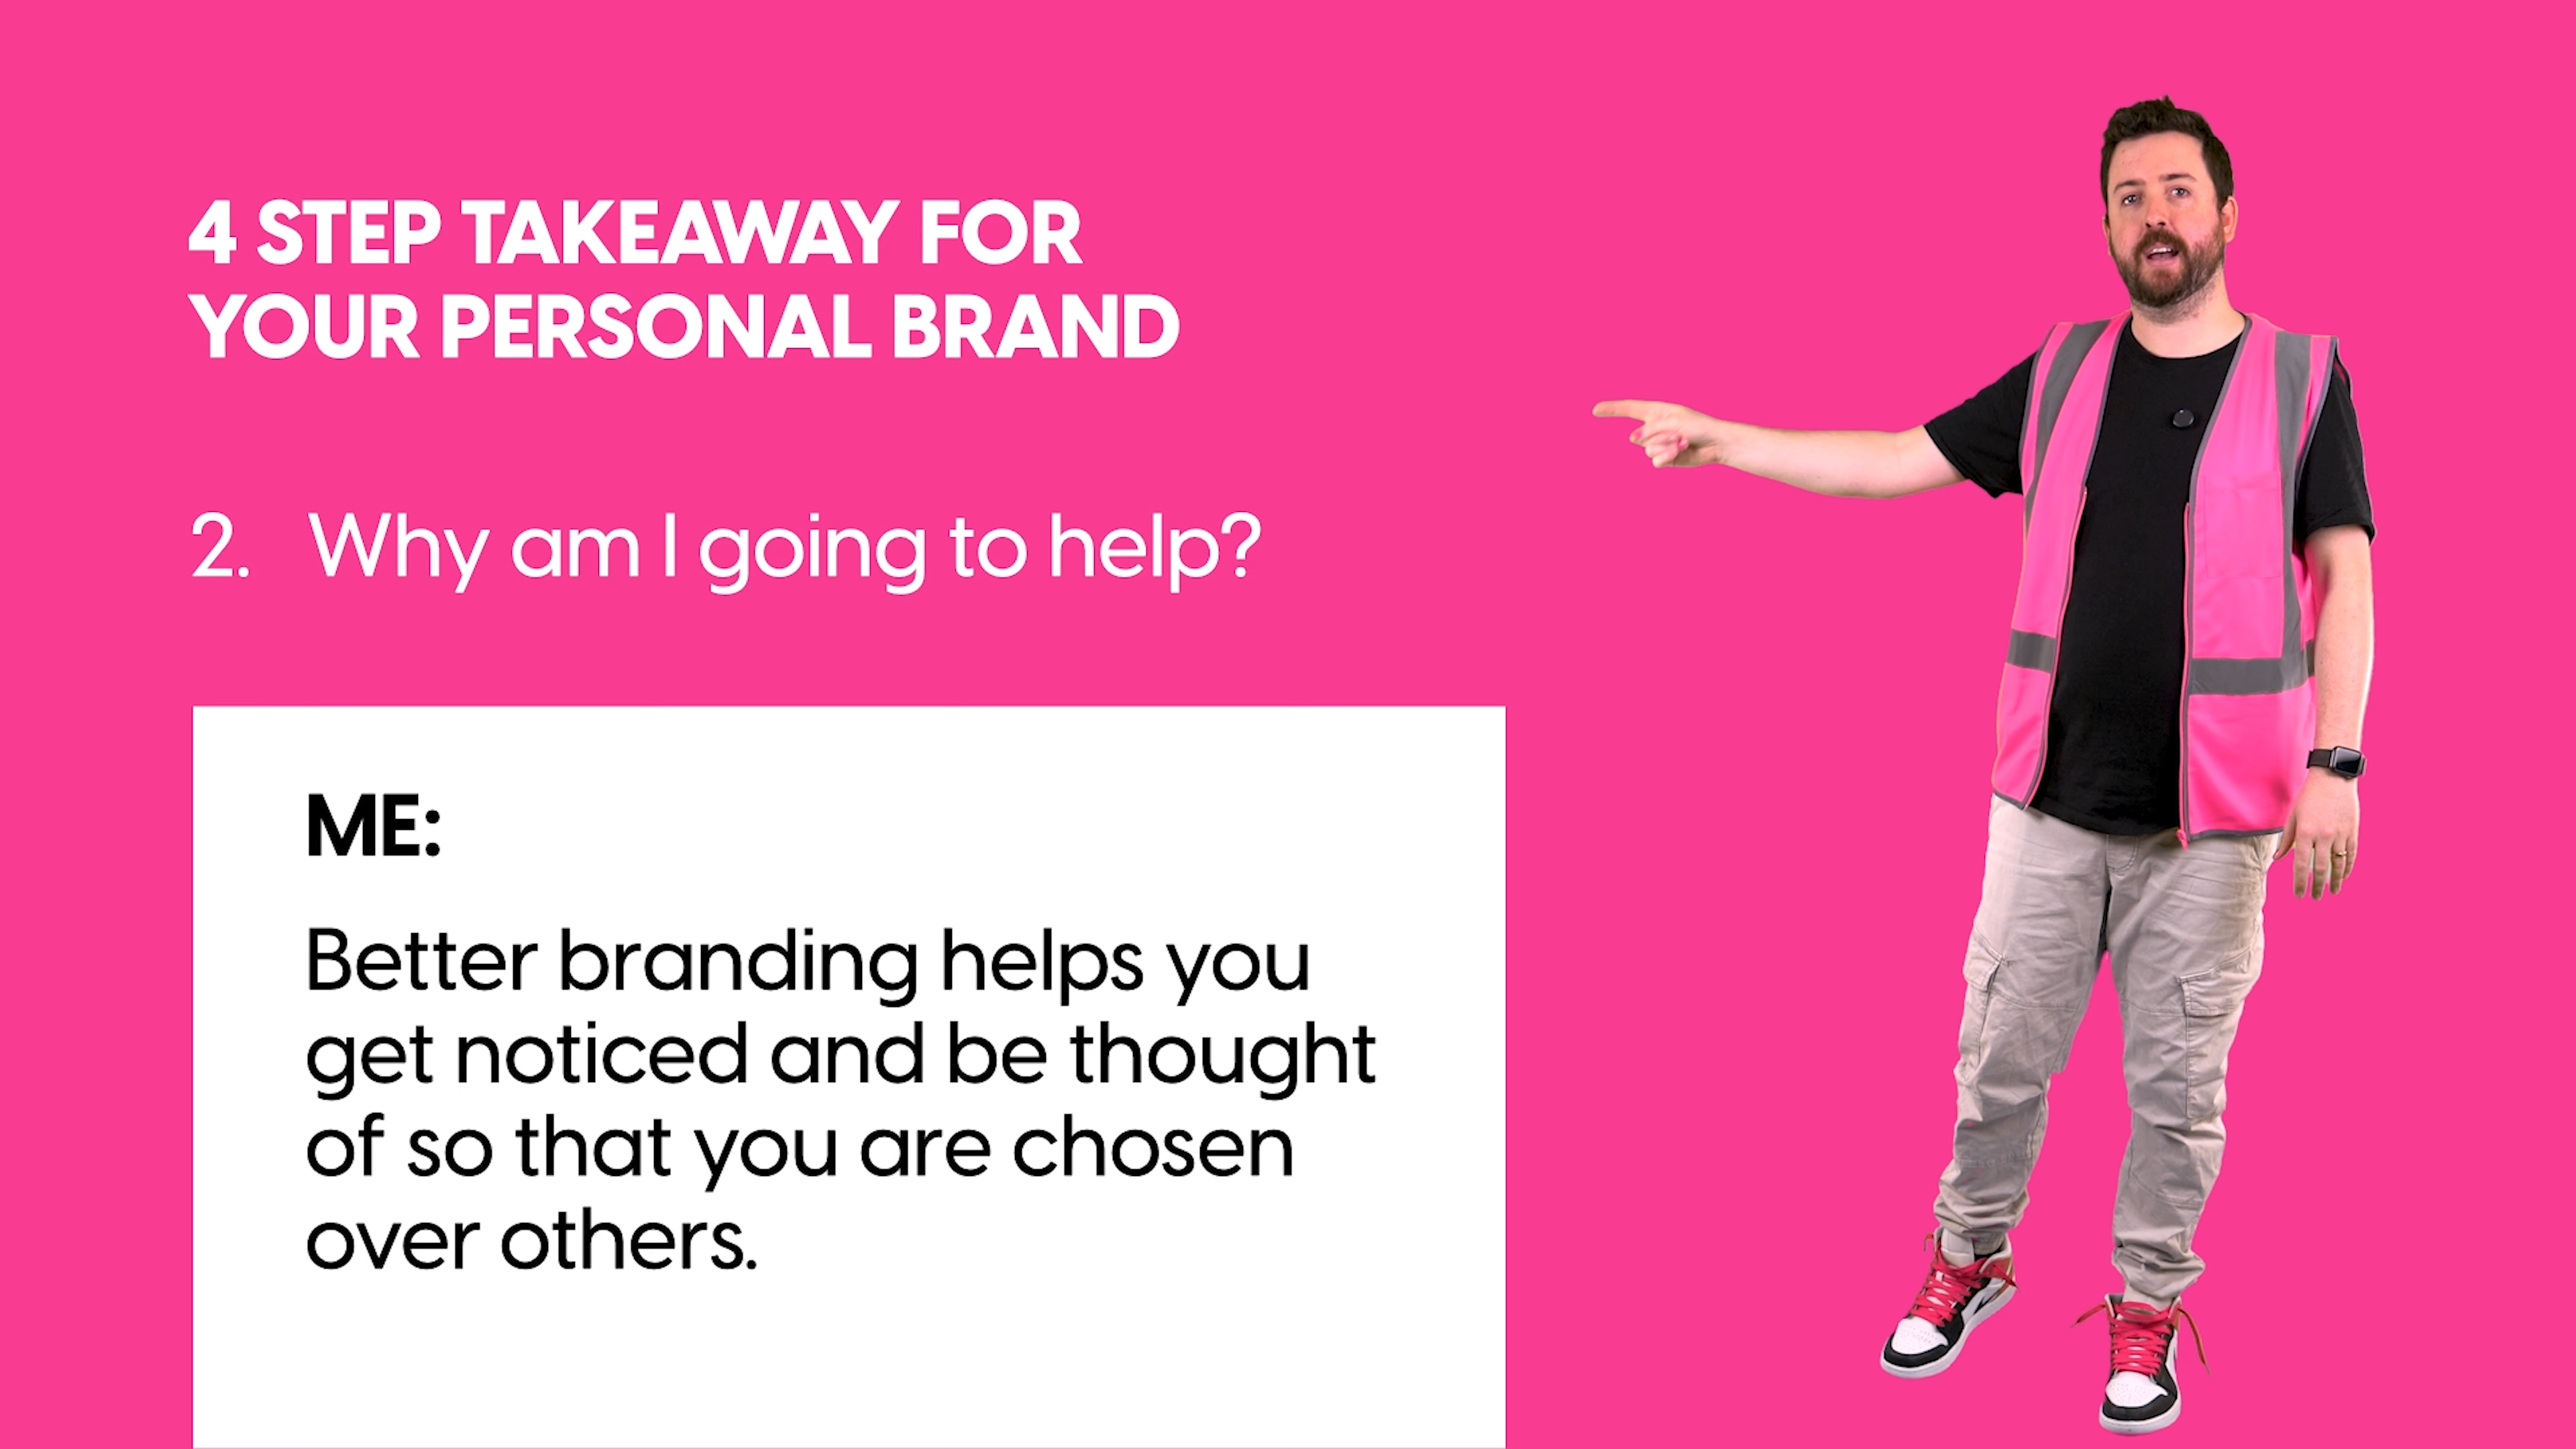 4 STEP TAKEAWAY FOR
YOUR PERSONAL BRAND
2. Why am I going to help?
ME:
Better branding helps you
get noticed and be thought
of so that you are chosen
over others.